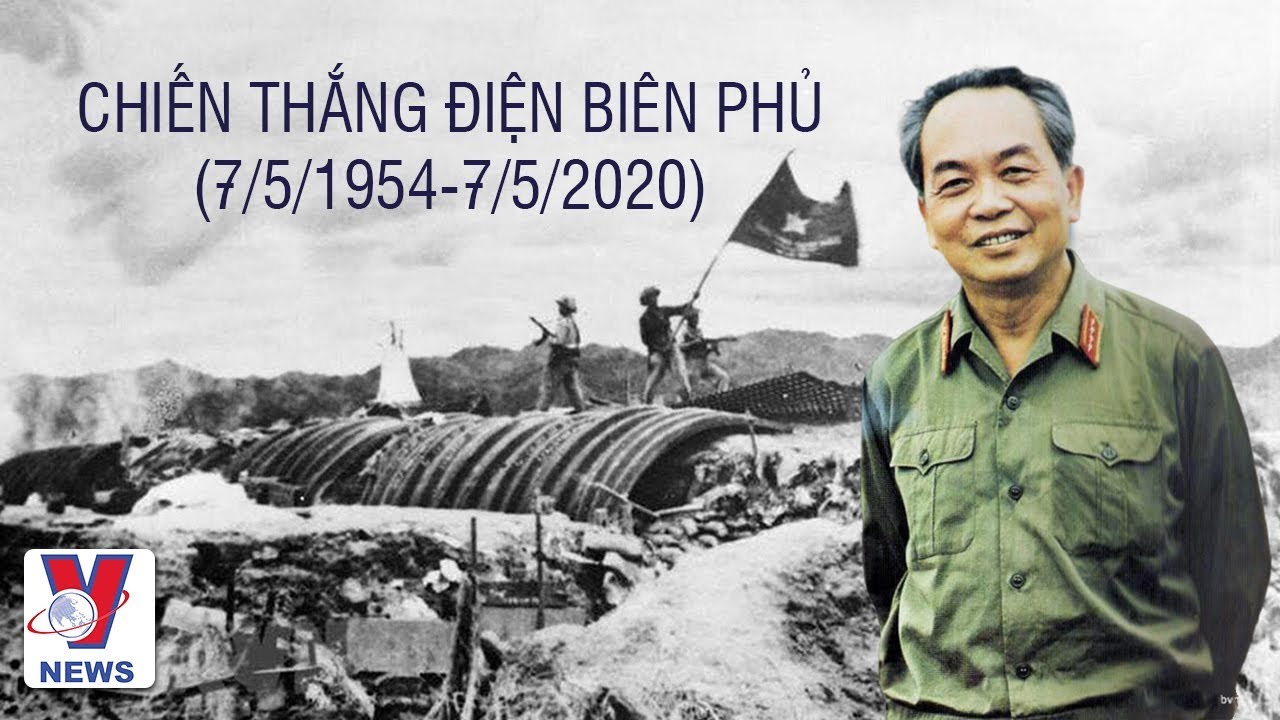 CHIẾN THẮNG ĐIỆN BIÊN PHỦ
(7/5/1954-7/5/2020)
V
NEWS